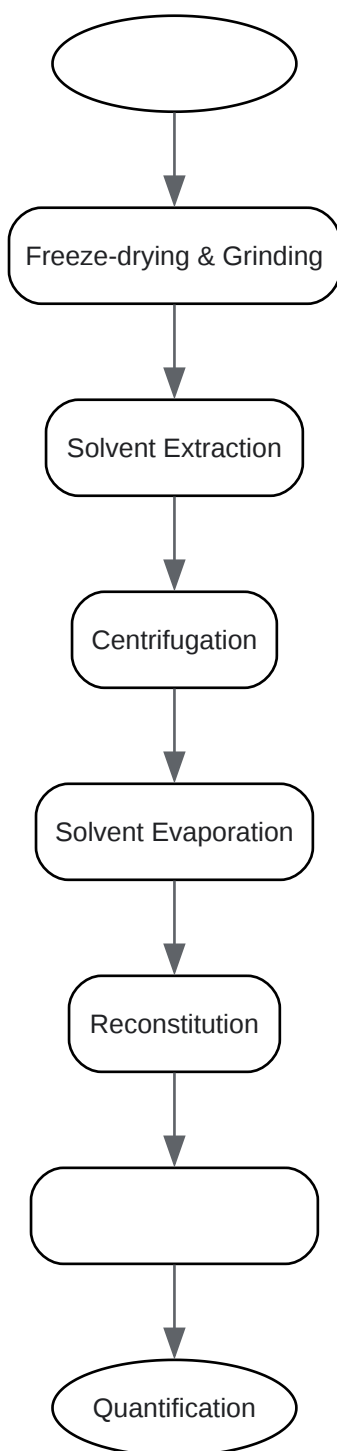 Freeze-drying & Grinding
Solvent Extraction
Centrifugation
Solvent Evaporation
Reconstitution
Quantification